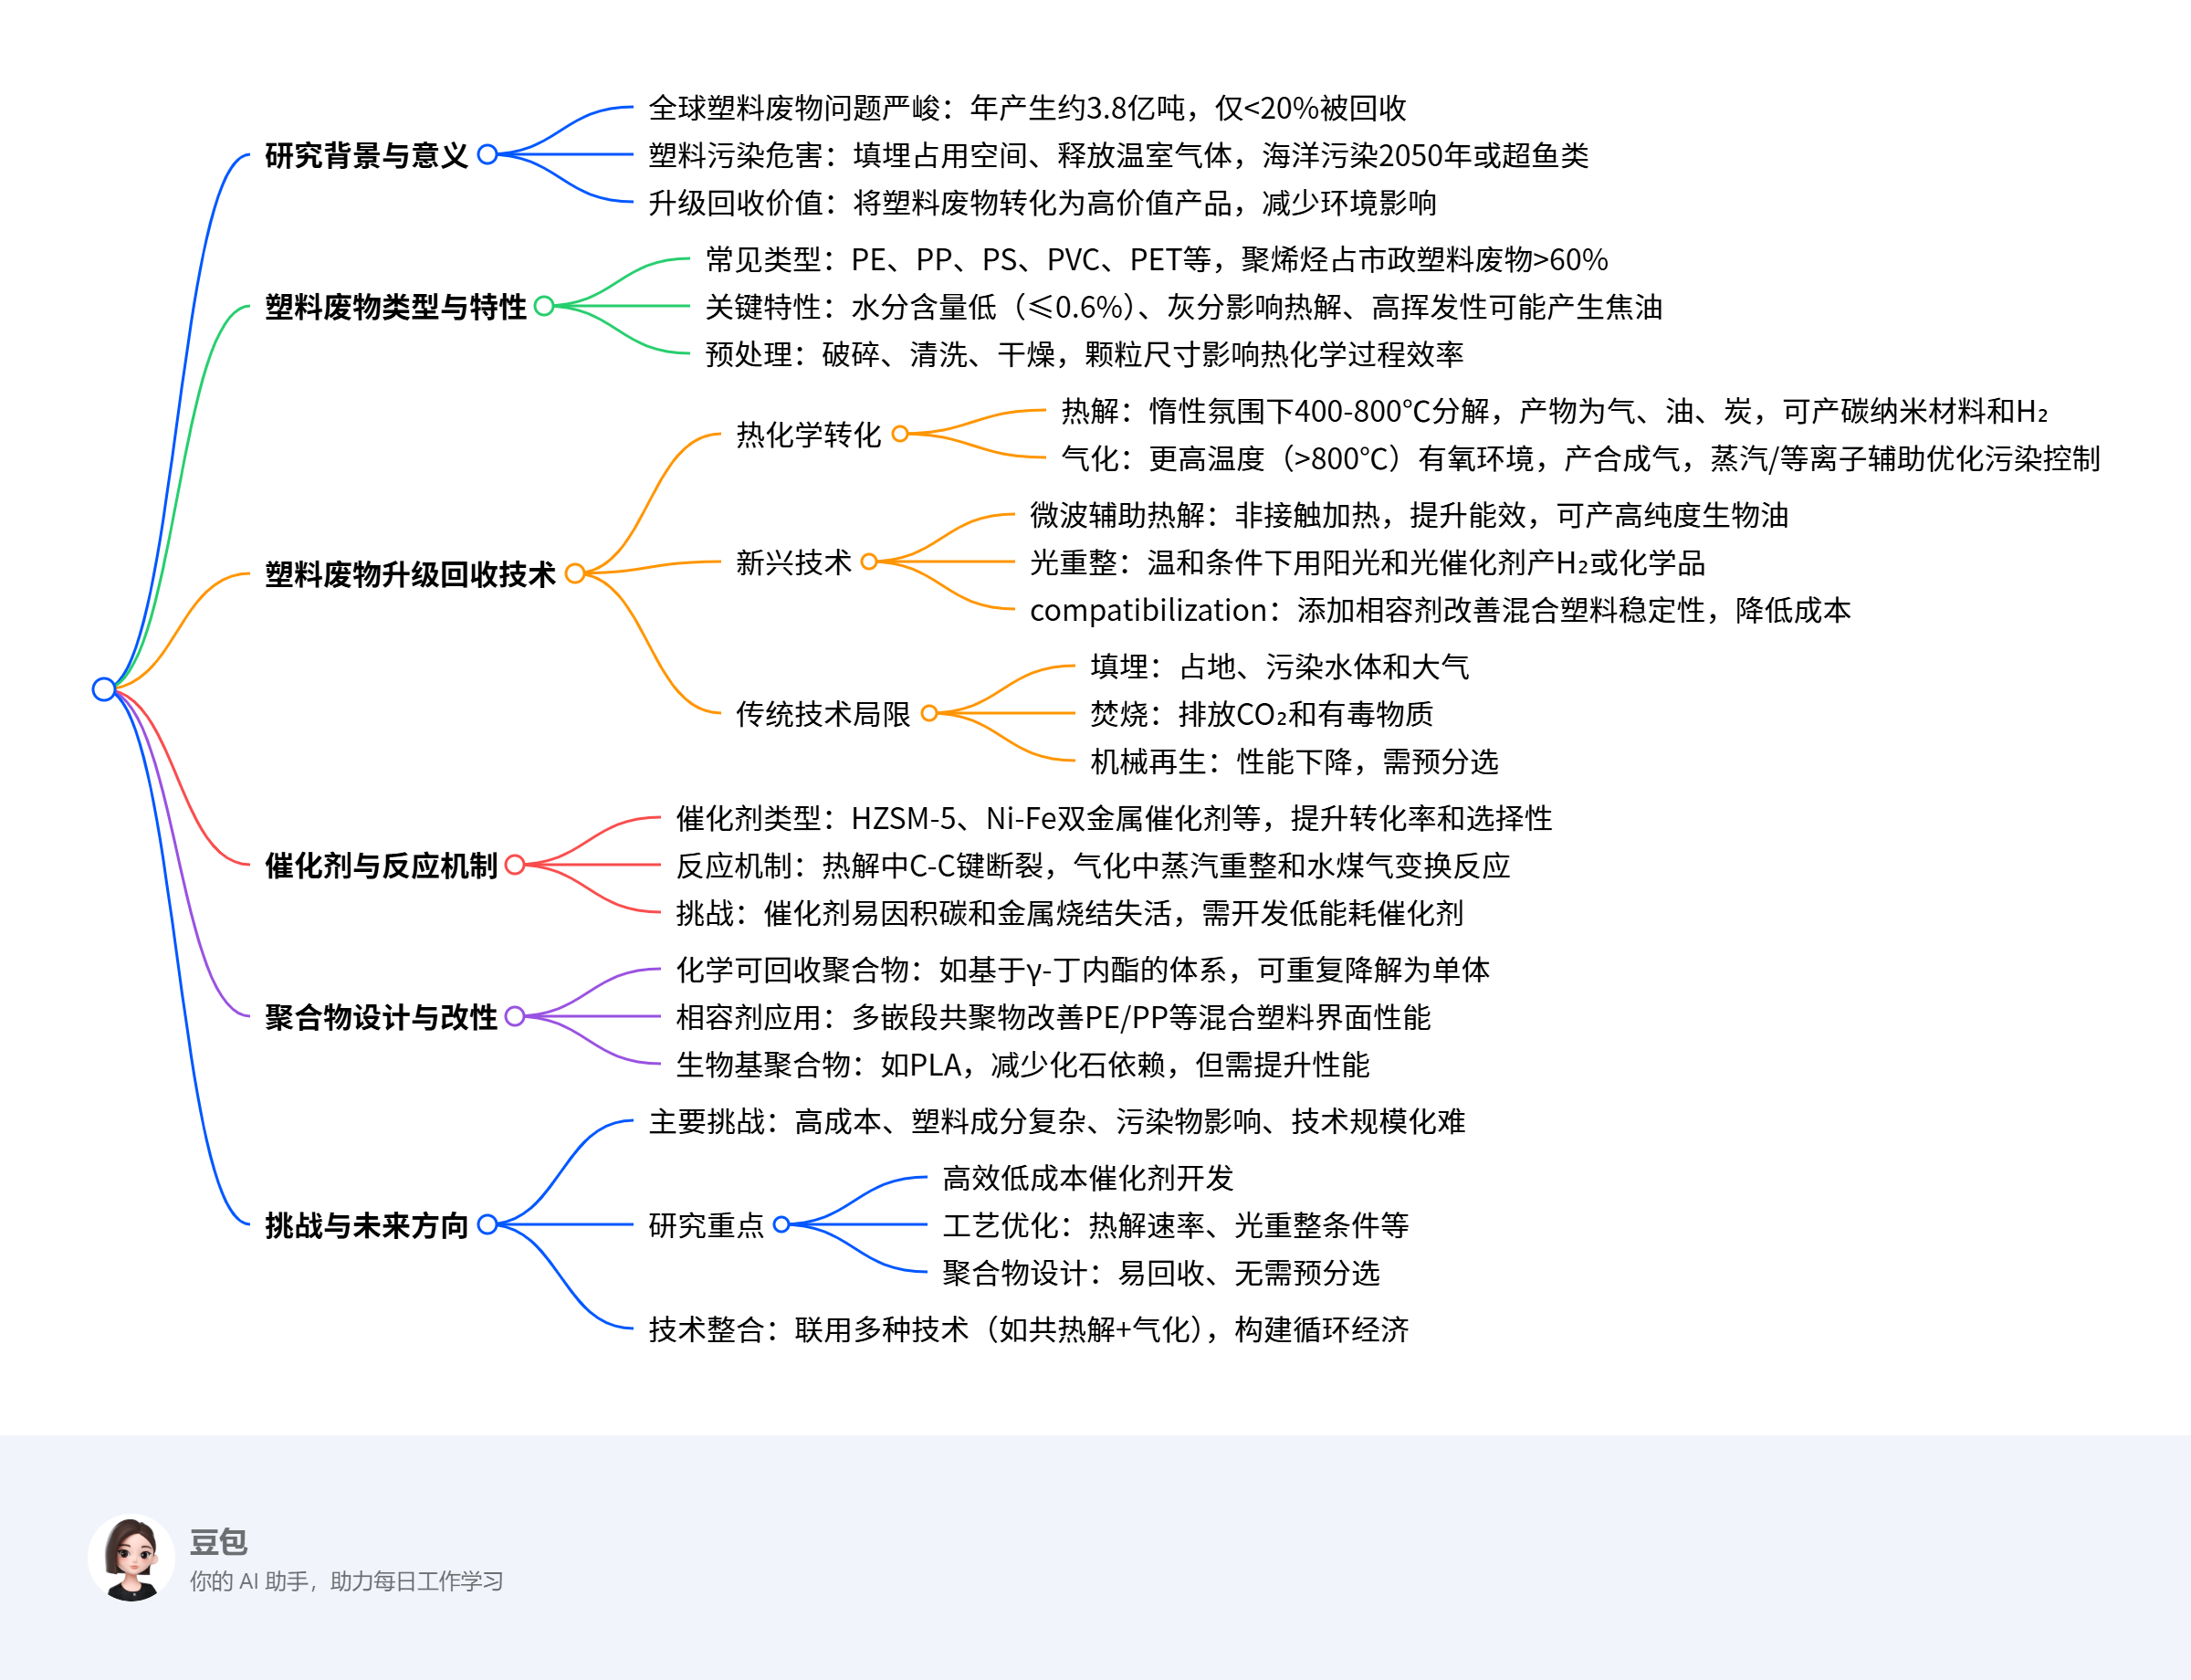 研究背景与意义
全球塑料废物问题严峻：年产生约3.8亿吨，仅<20%被回收
塑料污染危害：填埋占用空间、释放温室气体，海洋污染2050年或超鱼类
升级回收价值：将塑料废物转化为高价值产品，减少环境影响
塑料废物类型与特性
常见类型：PE、PP、PS、PVC、PET等，聚烯烃占市政塑料废物>60%
关键特性：水分含量低（≤0.6%）、灰分影响热解、高挥发性可能产生焦油
预处理：破碎、清洗、干燥，颗粒尺寸影响热化学过程效率
塑料废物升级回收技术
热化学转化
热解：惰性氛围下400-800℃分解，产物为气、油、炭，可产碳纳米材料和H₂
气化：更高温度（>800℃）有氧环境，产合成气，蒸汽/等离子辅助优化污染控制
新兴技术
微波辅助热解：非接触加热，提升能效，可产高纯度生物油
光重整：温和条件下用阳光和光催化剂产H₂或化学品
compatibilization：添加相容剂改善混合塑料稳定性，降低成本
传统技术局限
填埋：占地、污染水体和大气
焚烧：排放CO₂和有毒物质
机械再生：性能下降，需预分选
催化剂与反应机制
催化剂类型：HZSM-5、Ni-Fe双金属催化剂等，提升转化率和选择性
反应机制：热解中C-C键断裂，气化中蒸汽重整和水煤气变换反应
挑战：催化剂易因积碳和金属烧结失活，需开发低能耗催化剂
聚合物设计与改性
化学可回收聚合物：如基于γ-丁内酯的体系，可重复降解为单体
相容剂应用：多嵌段共聚物改善PE/PP等混合塑料界面性能
生物基聚合物：如PLA，减少化石依赖，但需提升性能
挑战与未来方向
主要挑战：高成本、塑料成分复杂、污染物影响、技术规模化难
研究重点
高效低成本催化剂开发
工艺优化：热解速率、光重整条件等
聚合物设计：易回收、无需预分选
技术整合：联用多种技术（如共热解+气化），构建循环经济
豆包
你的 AI 助手，助力每日工作学习